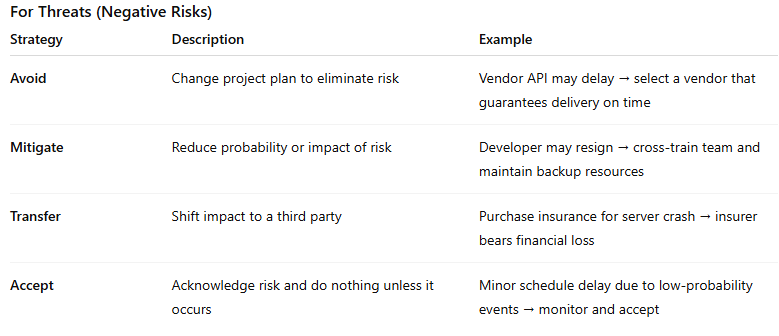 For Threats (Negative Risks)
Strategy Description Example
Avoid Change project plan to eliminate risk Vendor API may delay → select a vendor that
guarantees delivery on time
Mitigate Reduce probability or impact of risk Developer may resign → cross-train team and
maintain backup resources
Transfer Shift impact to a third party Purchase insurance for server crash → insurer
bears financial loss
Accept Acknowledge risk and do nothing unless it Minor schedule delay due to low-probability
occurs events → monitor and accept